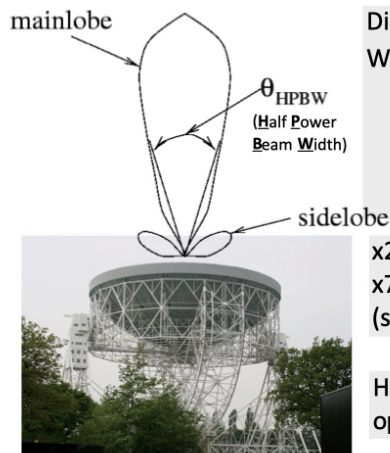 mainlobe
Di
W
θHPBW
(Half Power
Beam Width)
sidelobe
x2
x7
(s
H
op